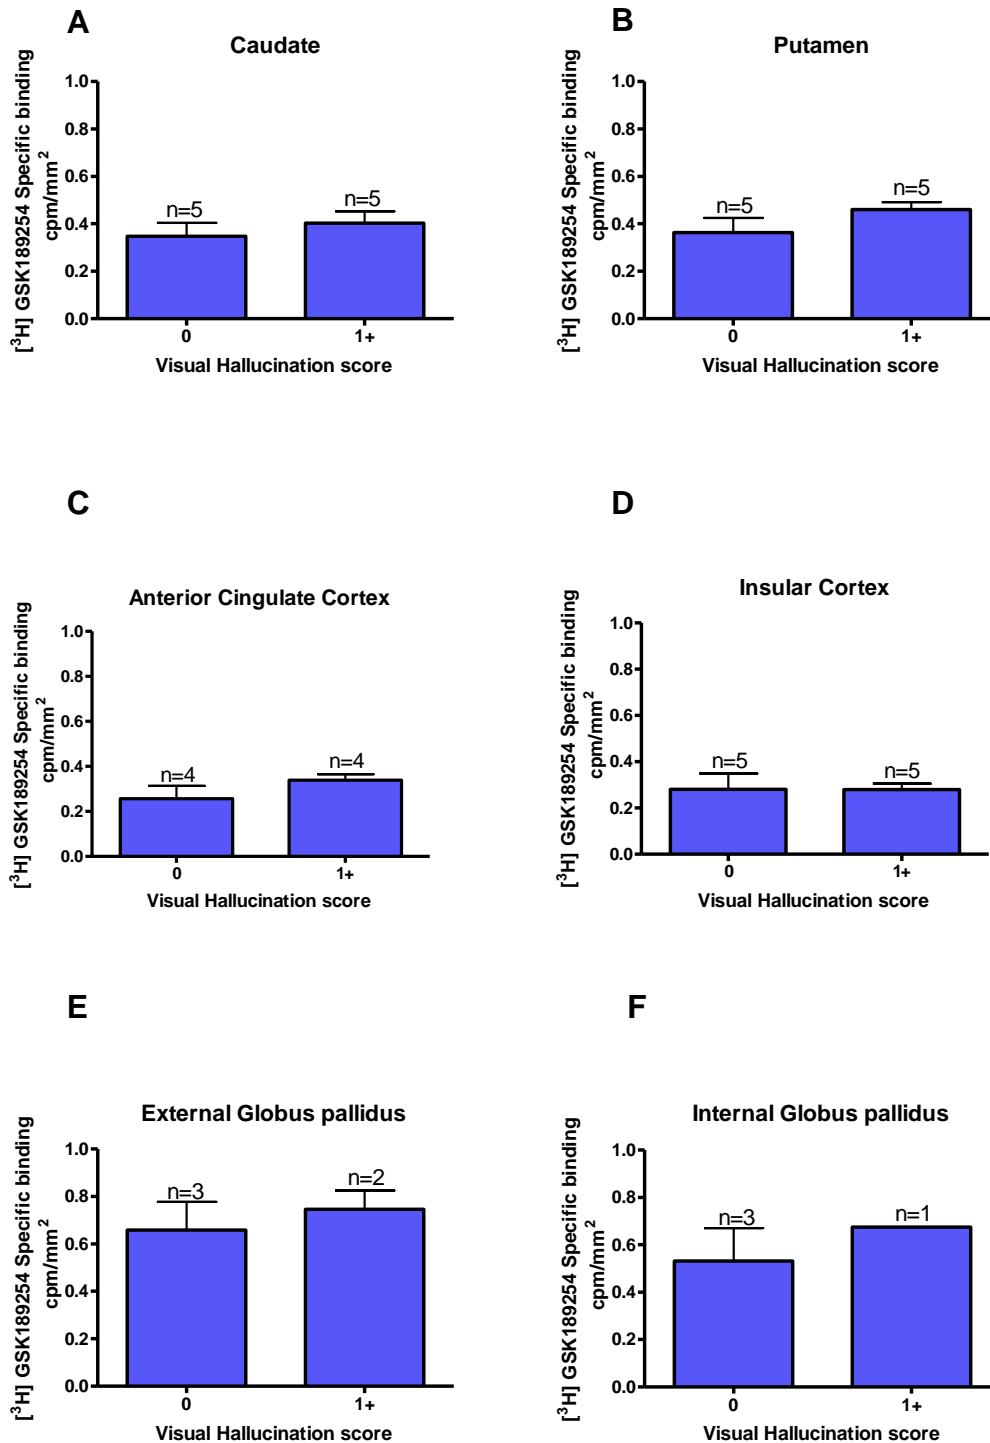 A
Caudate
[³H] GSK189254 Specific binding
cpm/mm²
1.0
0.8
0.6
0.4
0.2
0.0
n=5
n=5
0
1+
Visual Hallucination score
B
Putamen
[³H] GSK189254 Specific binding
cpm/mm²
1.0
0.8
0.6
0.4
0.2
0.0
n=5
n=5
0
1+
Visual Hallucination score
C
Anterior Cingulate Cortex
[³H] GSK189254 Specific binding
cpm/mm²
1.0
0.8
0.6
0.4
0.2
0.0
n=4
n=4
0
1+
Visual Hallucination score
D
Insular Cortex
[³H] GSK189254 Specific binding
cpm/mm²
1.0
0.8
0.6
0.4
0.2
0.0
n=5
n=5
0
1+
Visual Hallucination score
E
External Globus pallidus
[³H] GSK189254 Specific binding
cpm/mm²
1.0
0.8
0.6
0.4
0.2
0.0
n=3
n=2
0
1+
Visual Hallucination score
F
Internal Globus pallidus
[³H] GSK189254 Specific binding
cpm/mm²
1.0
0.8
0.6
0.4
0.2
0.0
n=3
n=1
0
1+
Visual Hallucination score